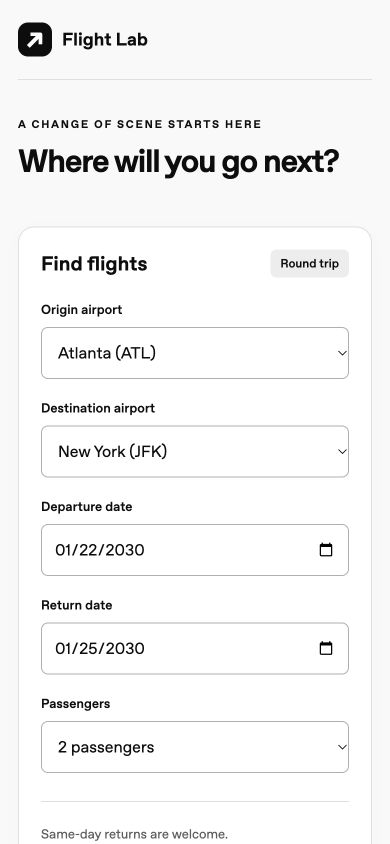 Flight Lab
A CHANGE OF SCENE STARTS HERE
Where will you go next?
Find flights
Round trip
Origin airport
Atlanta (ATL)
Destination airport
New York (JFK)
Departure date
01/22/2030
Return date
01/25/2030
Passengers
2 passengers
Same-day returns are welcome.